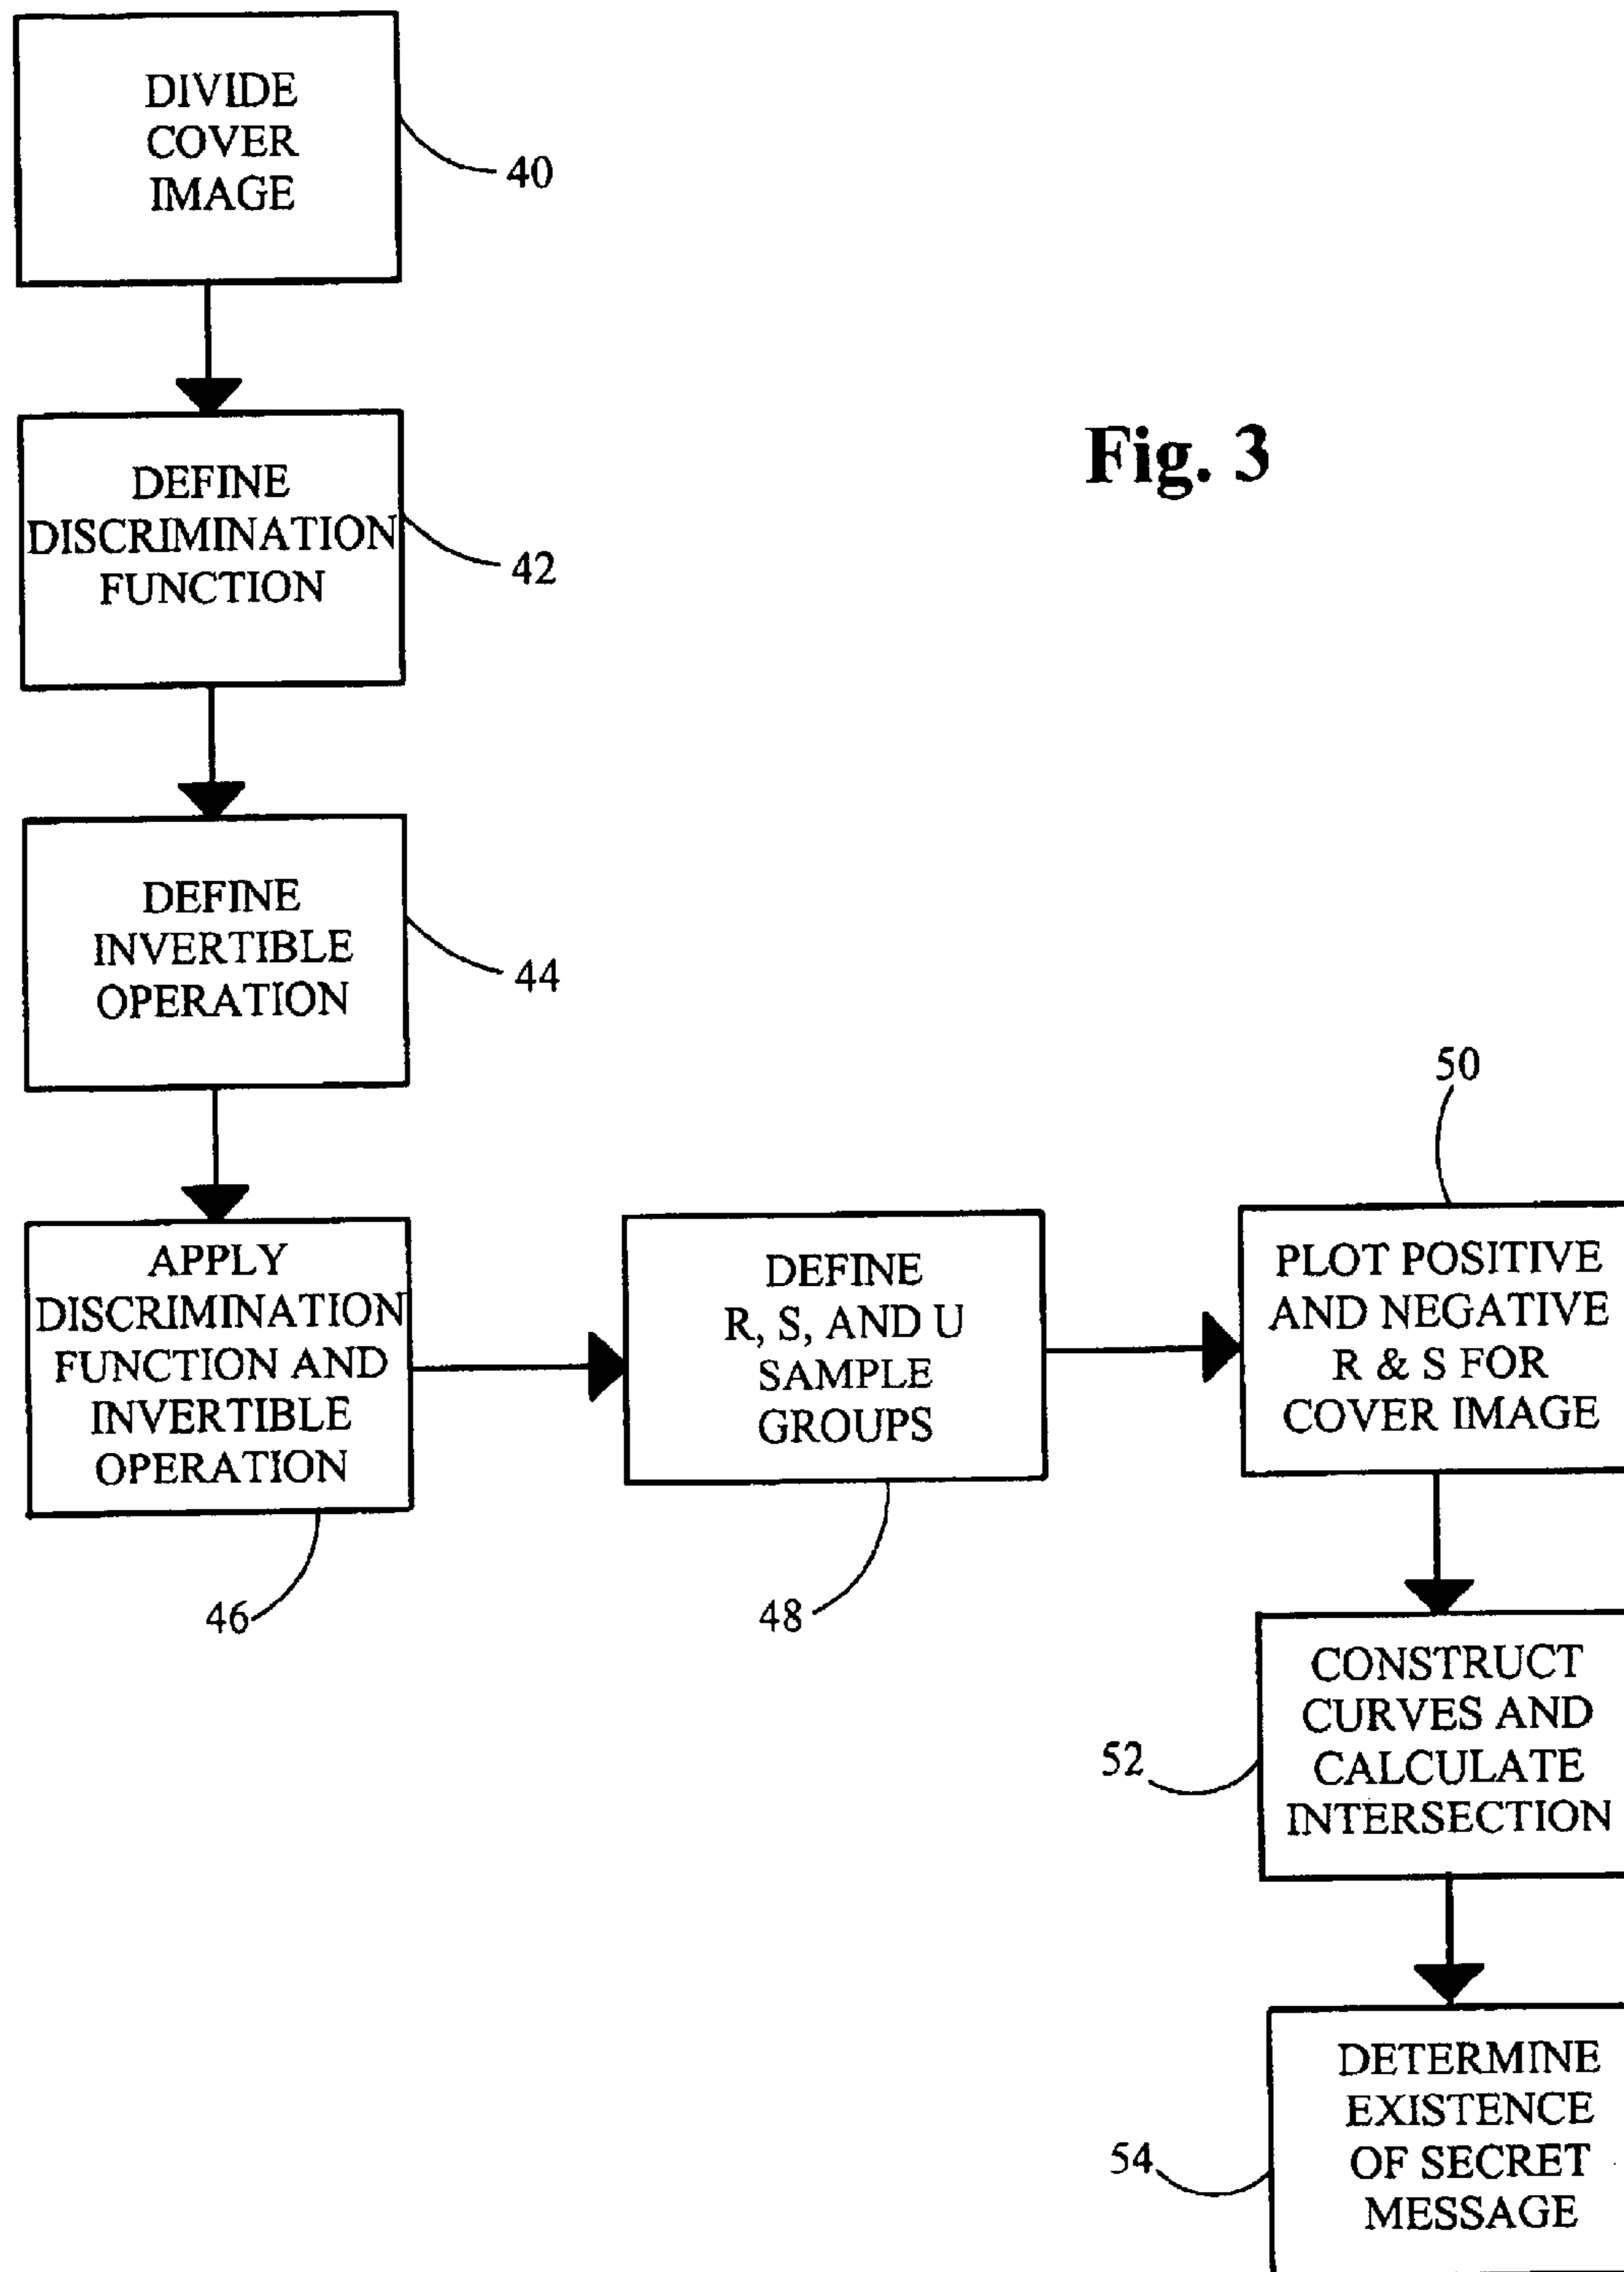 DIVIDE
COVER
IMAGE
40
DEFINE
DISCRIMINATION
FUNCTION
42
Fig. 3
DEFINE
INVERTIBLE
OPERATION
44
APPLY
DISCRIMINATION
FUNCTION AND
INVERTIBLE
OPERATION
46
DEFINE
R, S, AND U
SAMPLE
GROUPS
48
50
PLOT POSITIVE
AND NEGATIVE
R & S FOR
COVER IMAGE
CONSTRUCT
CURVES AND
CALCULATE
INTERSECTION
52
DETERMINE
EXISTENCE
OF SECRET
MESSAGE
54